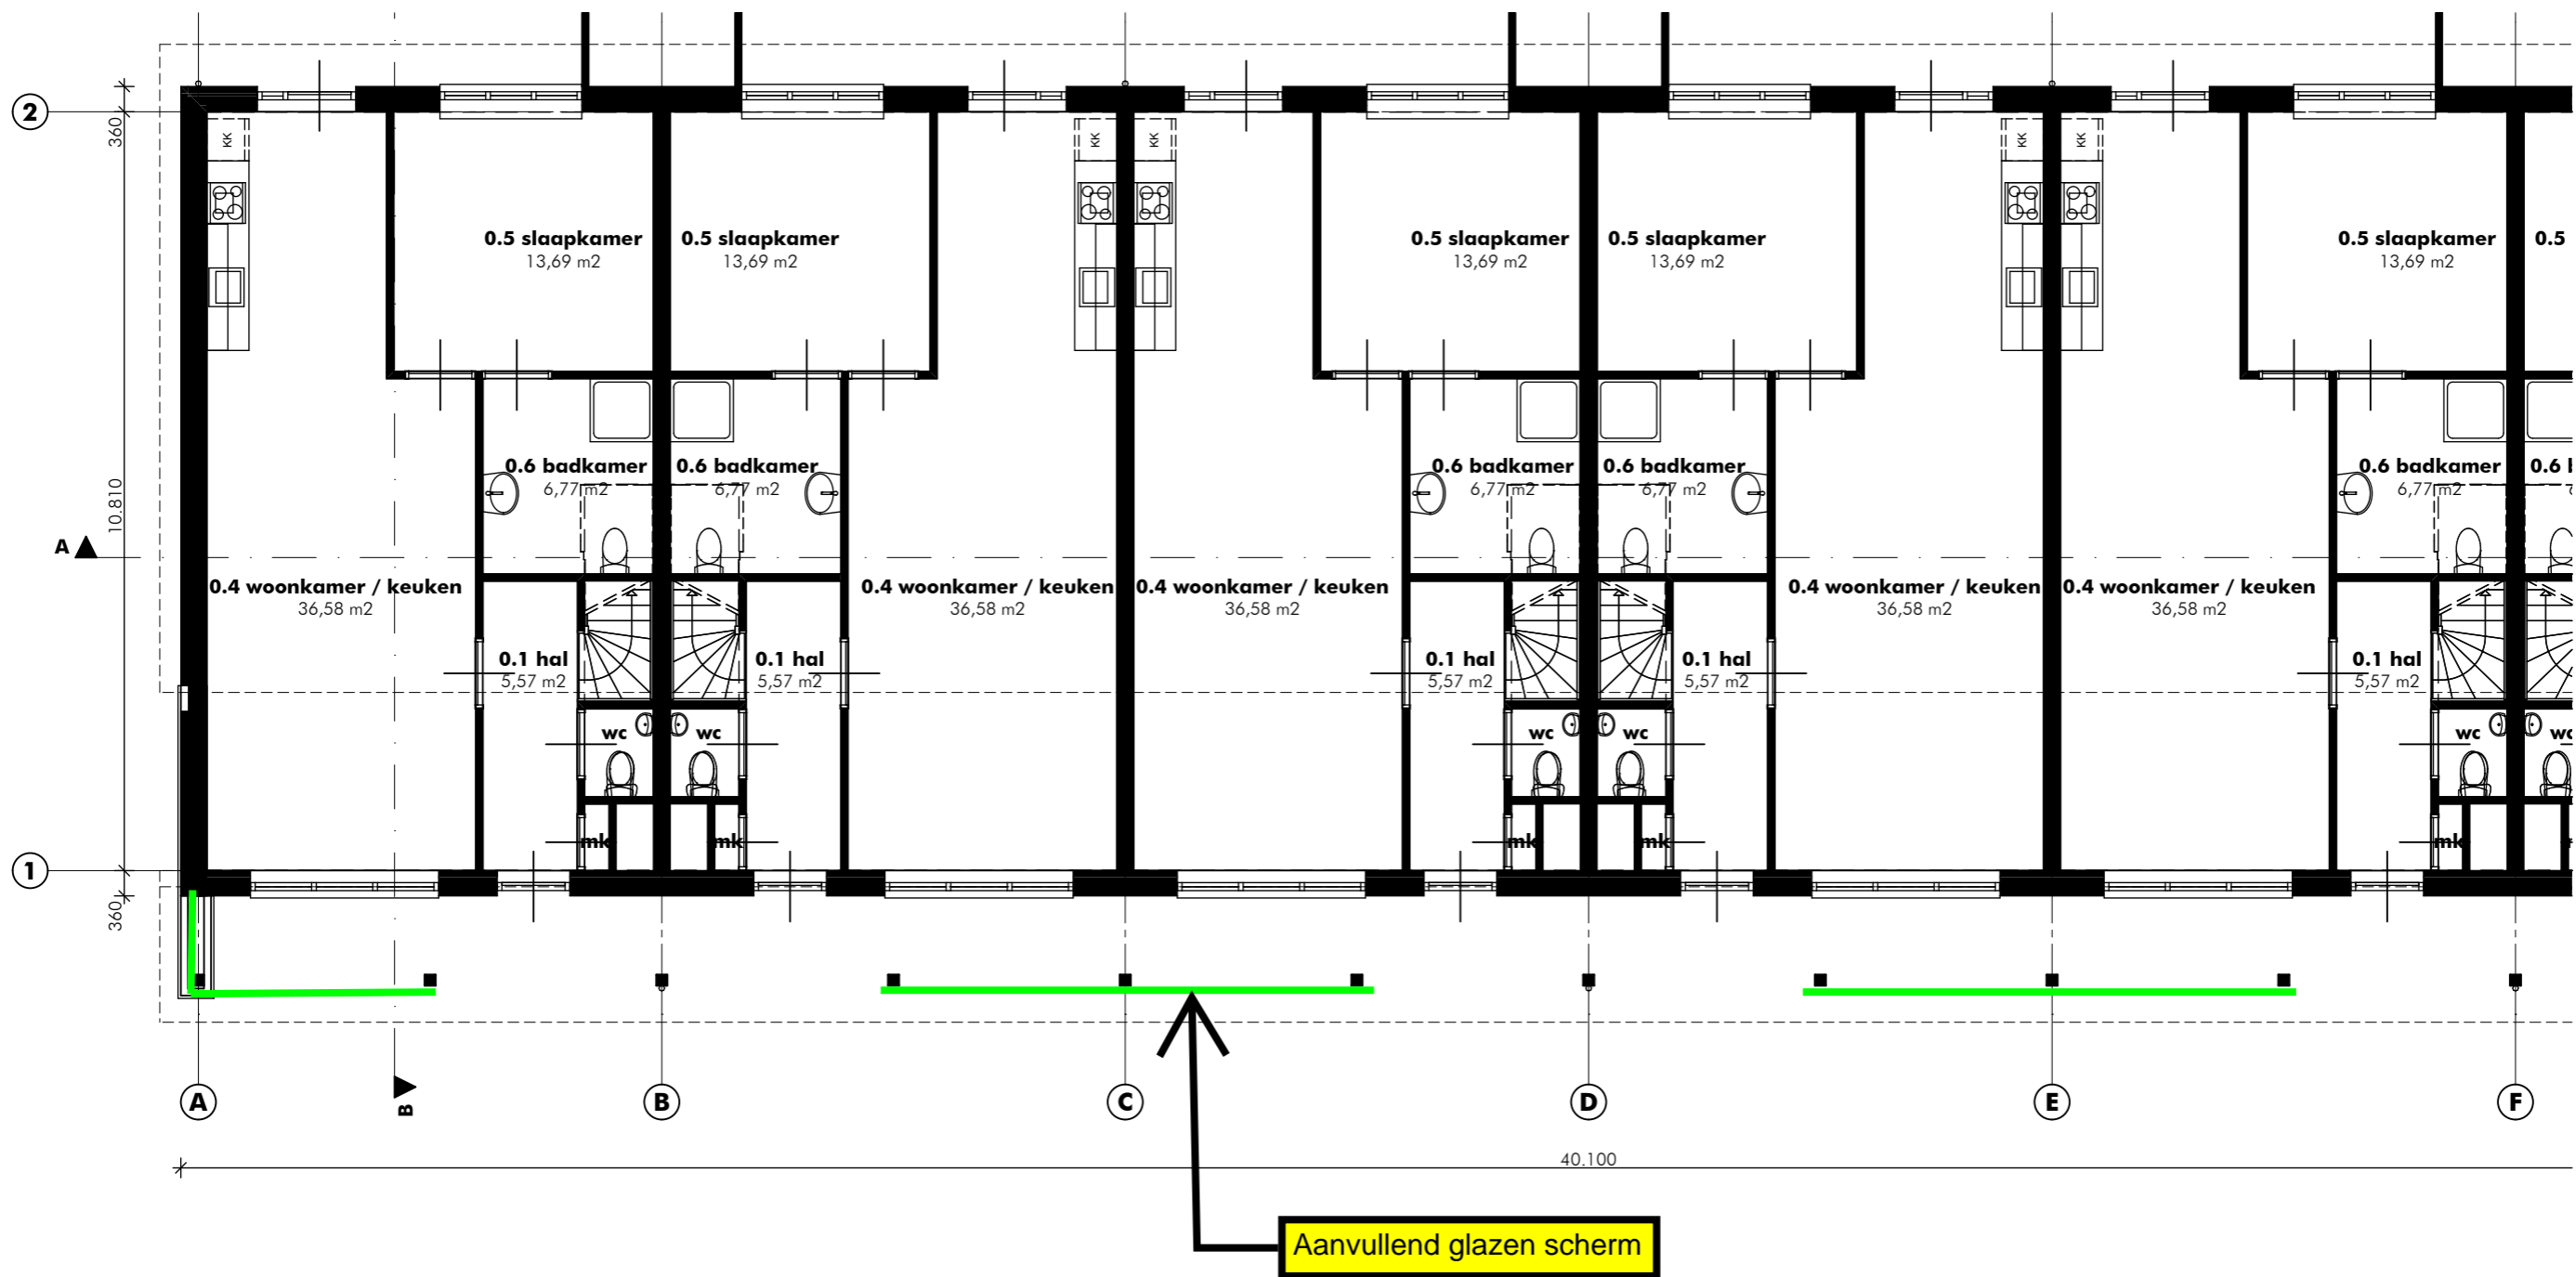 2
360
KK
KK
KK
KK
KK
0.5 slaapkamer
13,69 m2
0.5 slaapkamer
13,69 m2
0.5 slaapkamer
13,69 m2
0.5 slaapkamer
13,69 m2
0.5 slaapkamer
13,69 m2
0.5
0.6 badkamer
6,77 m2
0.6 badkamer
6,77 m2
0.6 badkamer
6,77 m2
0.6 badkamer
6,77 m2
0.6 badkamer
6,77 m2
0.6
10.810
A
0.4 woonkamer / keuken
36,58 m2
0.4 woonkamer / keuken
36,58 m2
0.4 woonkamer / keuken
36,58 m2
0.4 woonkamer / keuken
36,58 m2
0.4 woonkamer / keuken
36,58 m2
0.1 hal
5,57 m2
0.1 hal
5,57 m2
0.1 hal
5,57 m2
0.1 hal
5,57 m2
0.1 hal
5,57 m2
wc
wc
wc
wc
wc
wc
mk
mk
mk
mk
mk
1
360
A
B
B
C
D
E
F
40.100
Aanvullend glazen scherm